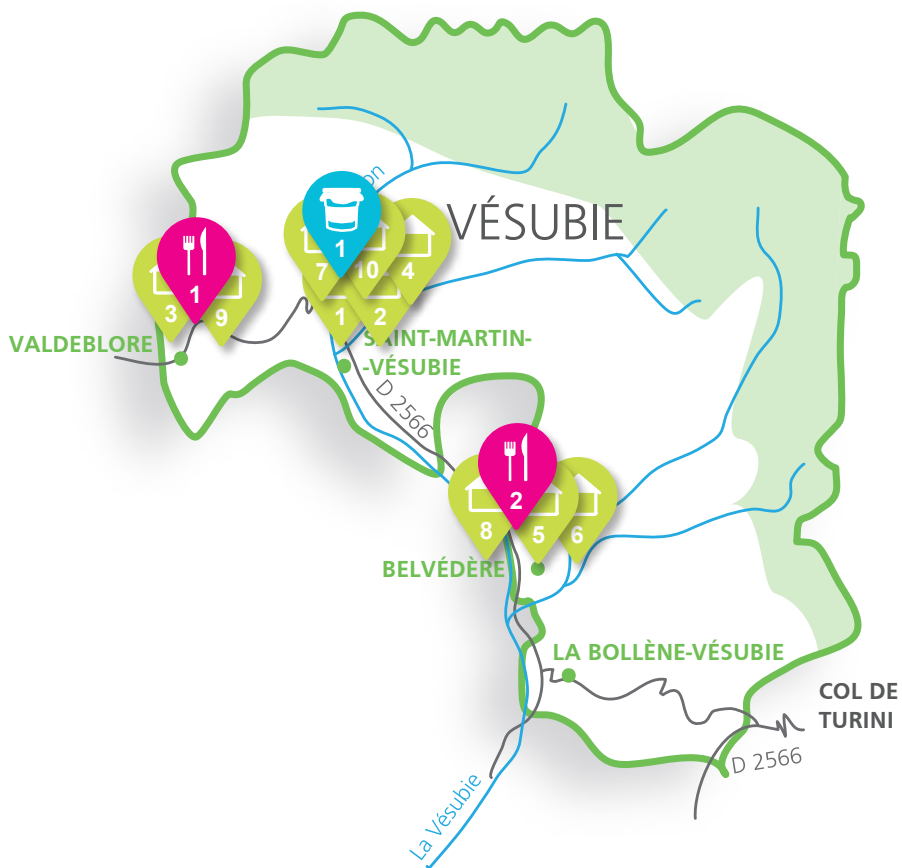 on
VÉSUBIE
1
7
10
4
1
2
1
3
9
VALDEBLORE
SAINT-MARTIN-
-VÉSUBIE
D 2566
2
8
5
6
BELVÉDÈRE
LA BOLLÈNE-VÉSUBIE
COL DE
TURINI
D 2566
La Vésubie